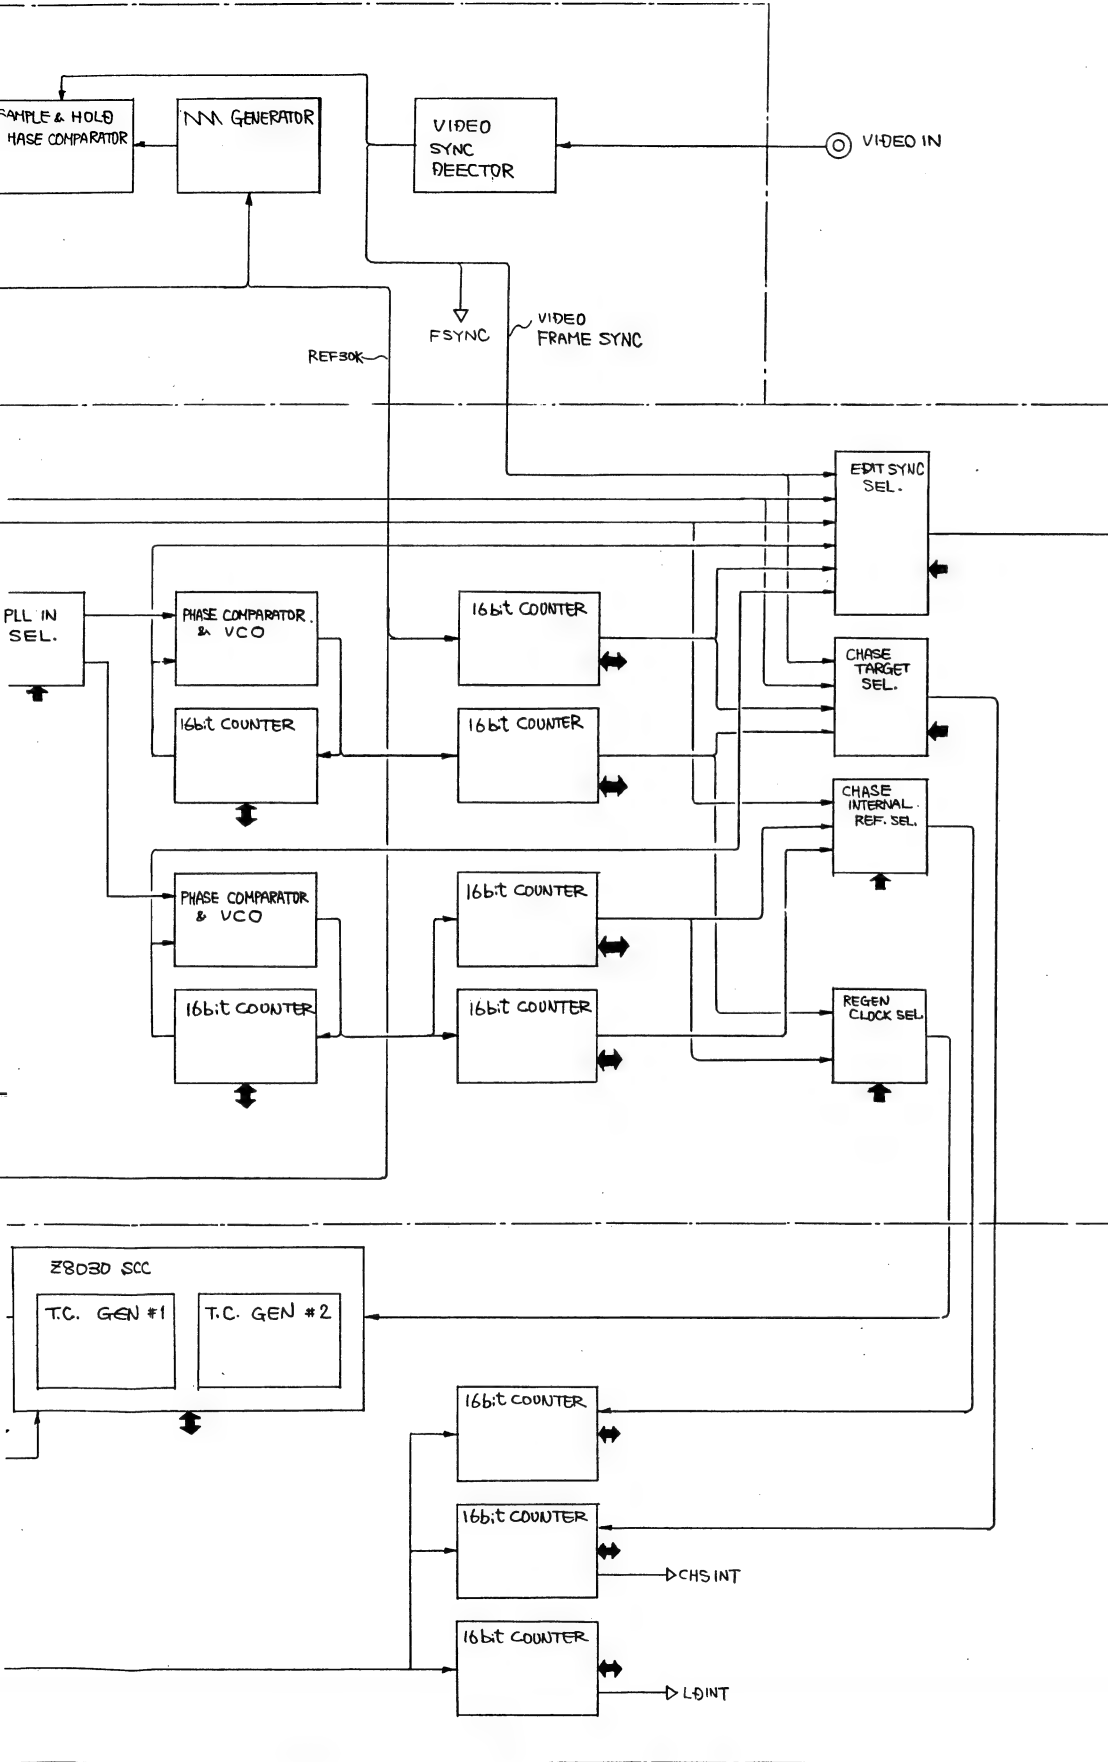 SAMPLE & HOLD
HASE COMPARATOR
GENERATOR
VIDEO
SYNC
DEECTOR
VIDEO IN
FSYNC
VIDEO
FRAME SYNC
REF30K
EDIT SYNC
SEL.
PLL IN
SEL.
PHASE COMPARATOR.
& VCO
16bit COUNTER
CHASE
TARGET
SEL.
16bit COUNTER
16bit COUNTER
CHASE
INTERNAL.
REF. SEL.
PHASE COMPARATOR
& VCO
16bit COUNTER
16bit COUNTER
16bit COUNTER
REGEN
CLOCK SEL
Z8030 SCC
T.C. GEN #1
T.C. GEN #2
16bit COUNTER
16bit COUNTER
CHSINT
16bit COUNTER
LDINT